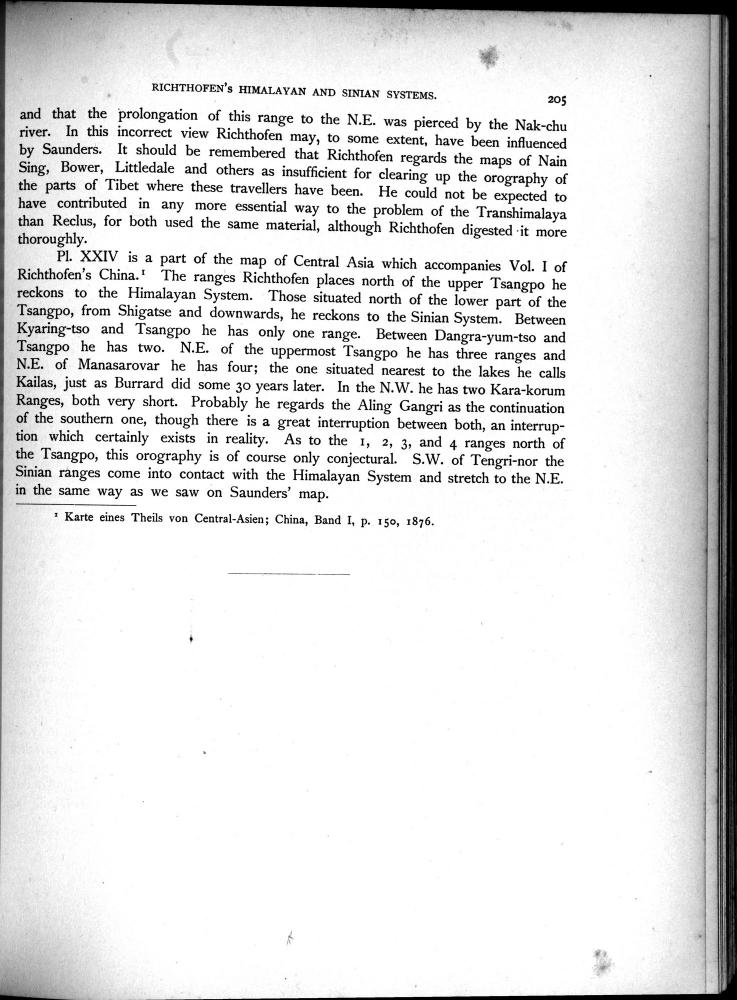 RICHTHOFEN'S HIMALAYAN AND SINIAN SYSTEMS. 205
and that the prolongation of this range to the N.E. was pierced by the Nak-chu
river. In this incorrect view Richthofen may, to some extent, have been influenced
by Saunders. It should be remembered that Richthofen regards the maps of Nain
Sing, Bower, Littledale and others as insufficient for clearing up the orography of
the parts of Tibet where these travellers have been. He could not be expected to
have contributed in any more essential way to the problem of the Transhimalaya
than Reclus, for both used the same material, although Richthofen digested it more
thoroughly.
Pl. XXIV is a part of the map of Central Asia which accompanies Vol. I of
Richthofen's China.¹ The ranges Richthofen places north of the upper Tsangpo he
reckons to the Himalayan System. Those situated north of the lower part of the
Tsangpo, from Shigatse and downwards, he reckons to the Sinian System. Between
Kyaring-tso and Tsangpo he has only one range. Between Dangra-yum-tso and
Tsangpo he has two. N.E. of the uppermost Tsangpo he has three ranges and
N.E. of Manasarovar he has four; the one situated nearest to the lakes he calls
Kailas, just as Burrard did some 30 years later. In the N.W. he has two Kara-korum
Ranges, both very short. Probably he regards the Aling Gangri as the continuation
of the southern one, though there is a great interruption between both, an interrup-
tion which certainly exists in reality. As to the 1, 2, 3, and 4 ranges north of
the Tsangpo, this orography is of course only conjectural. S.W. of Tengri-nor the
Sinian ranges come into contact with the Himalayan System and stretch to the N.E.
in the same way as we saw on Saunders' map.
¹ Karte eines Theils von Central-Asien; China, Band I, p. 150, 1876.